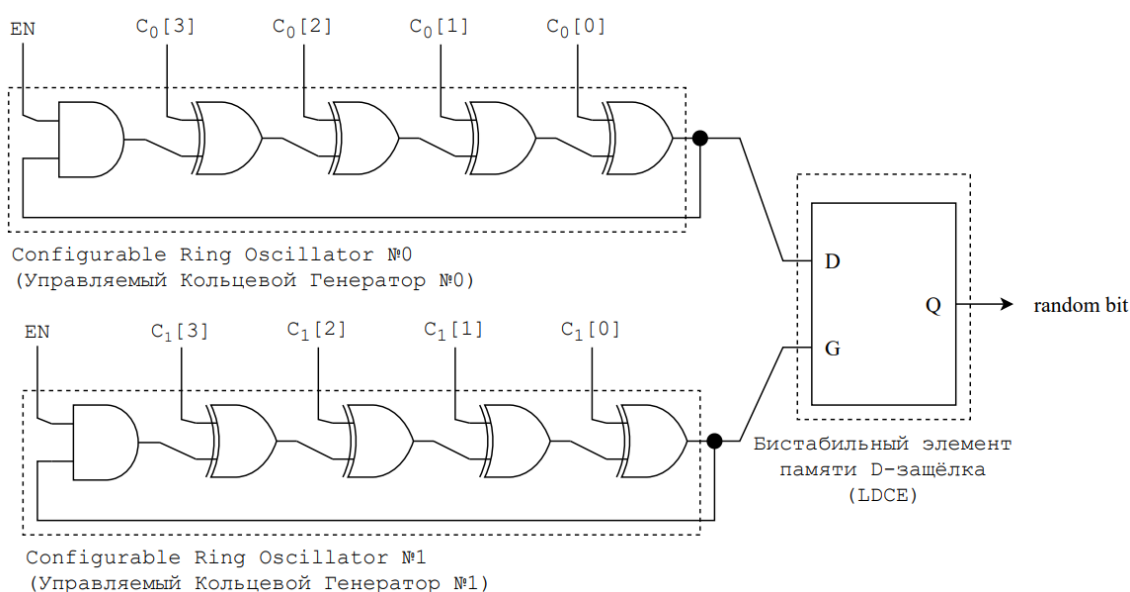 EN C₀[3] C₀[2] C₀[1] C₀[0]
Configurable Ring Oscillator №0
(Управляемый Кольцевой Генератор №0)
EN C₁[3] C₁[2] C₁[1] C₁[0]
Configurable Ring Oscillator №1
(Управляемый Кольцевой Генератор №1)
D
Q
random bit
G
Бистабильный элемент
памяти D-защёлка
(LDCE)